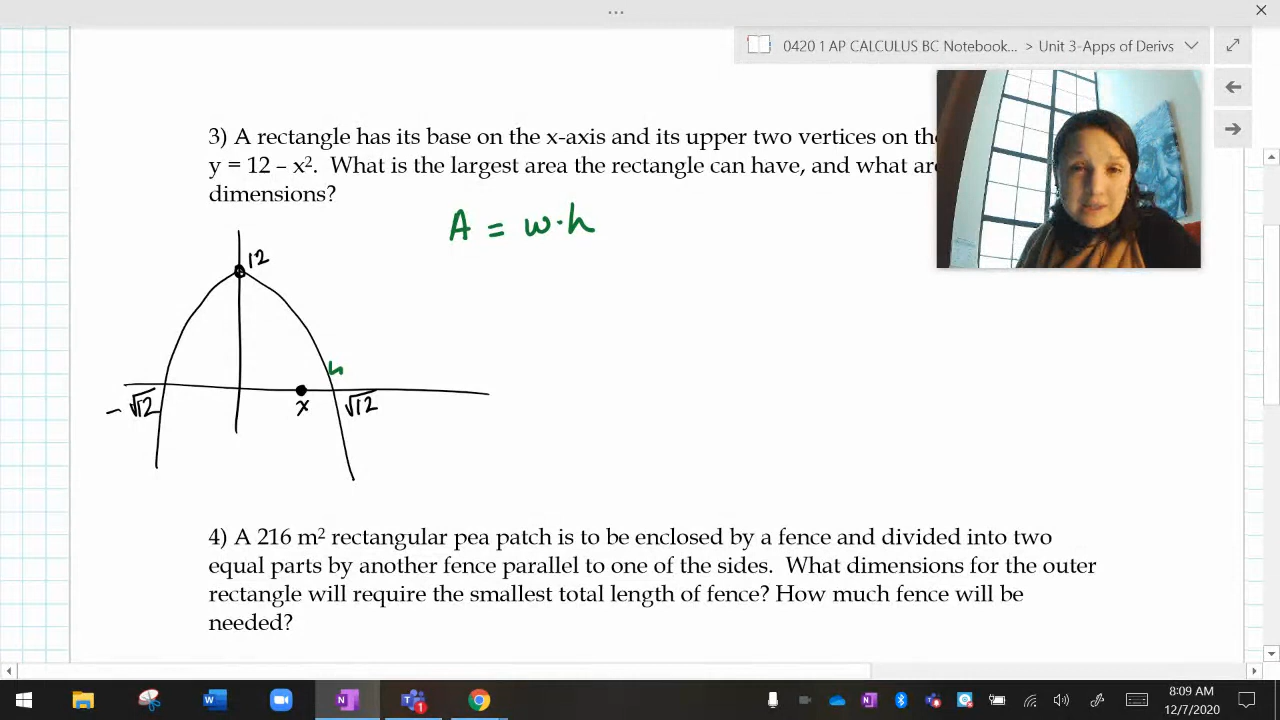 ...
0420 1 AP CALCULUS BC Notebook... > Unit 3-Apps of Derivs
3) A rectangle has its base on the x-axis and its upper two vertices on the
y = 12 – x². What is the largest area the rectangle can have, and what are
dimensions?
A = w·h
12
h
-√12
x
√12
4) A 216 m² rectangular pea patch is to be enclosed by a fence and divided into two
equal parts by another fence parallel to one of the sides. What dimensions for the outer
rectangle will require the smallest total length of fence? How much fence will be
needed?
8:09 AM
12/7/2020